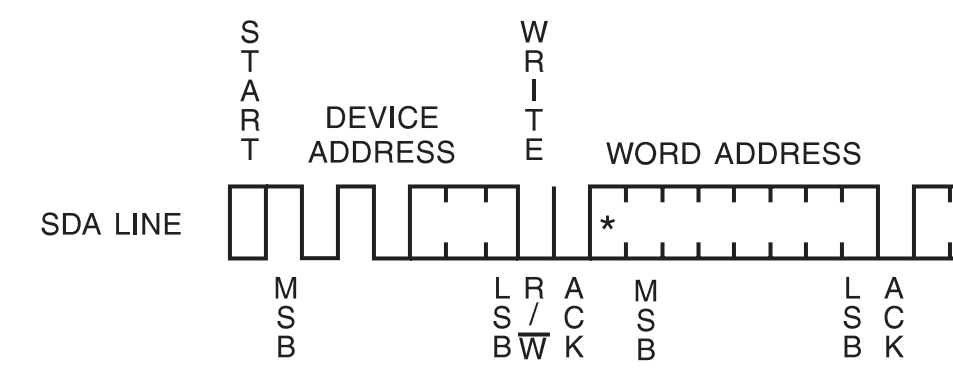 START
WRITE
DEVICE
ADDRESS
WORD ADDRESS
SDA LINE
*
MSB
LSB
R/W
ACK
MSB
LSB
ACK